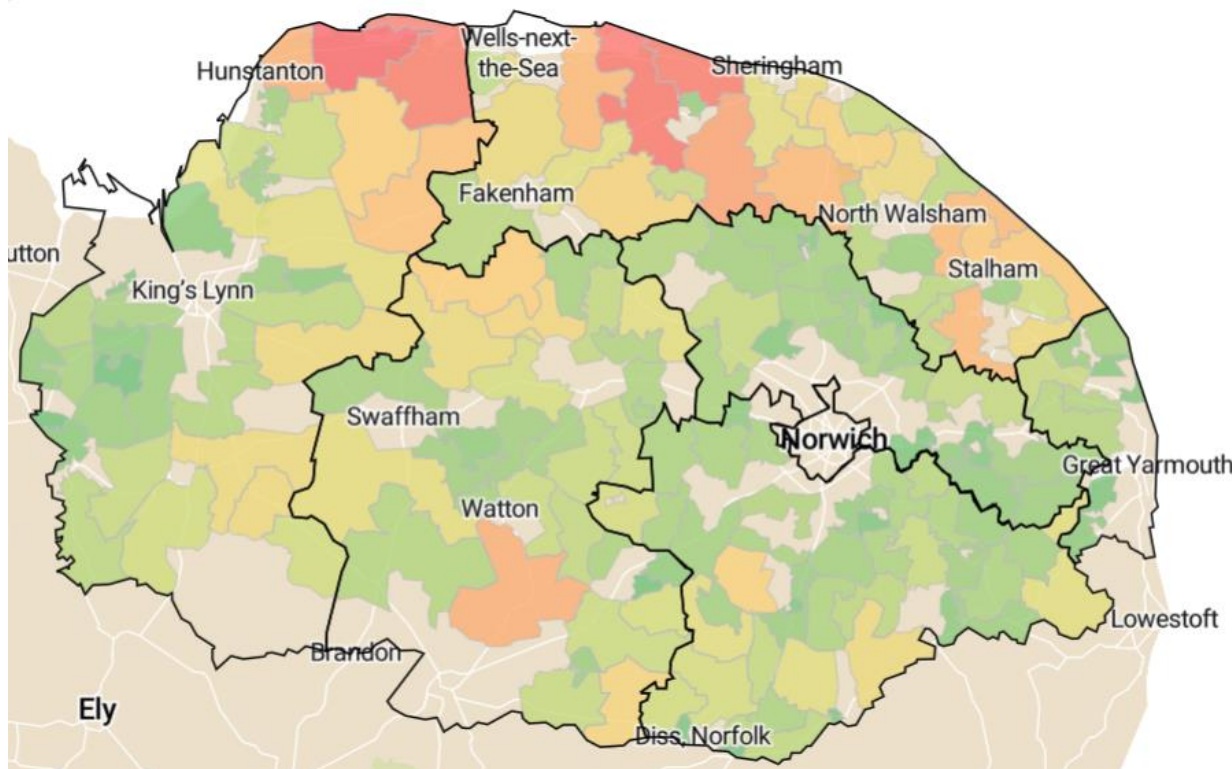 Wells-next-
the-Sea
Hunstanton
Sheringham
Fakenham
North Walsham
utton
Stalham
King's Lynn
Swaffham
Norwich
Great Yarmouth
Watton
Lowestoft
Brandon
Ely
Diss, Norfolk